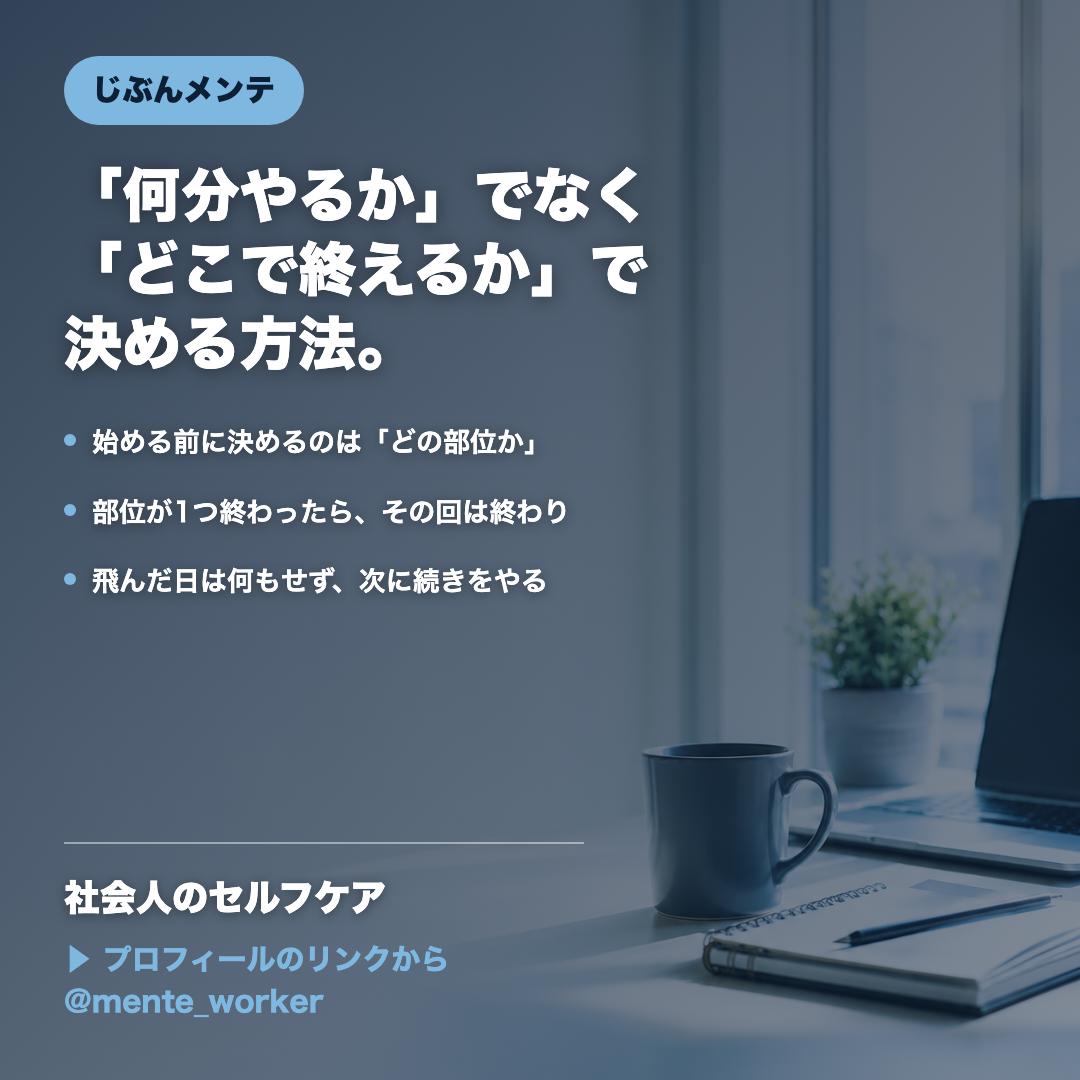 じぶんメンテ
「何分やるか」でなく
「どこで終えるか」で
決める方法。
始める前に決めるのは「どの部位か」
部位が1つ終わったら、その回は終わり
飛んだ日は何もせず、次に続きをやる
社会人のセルフケア
▶ プロフィールのリンクから
@mente_worker